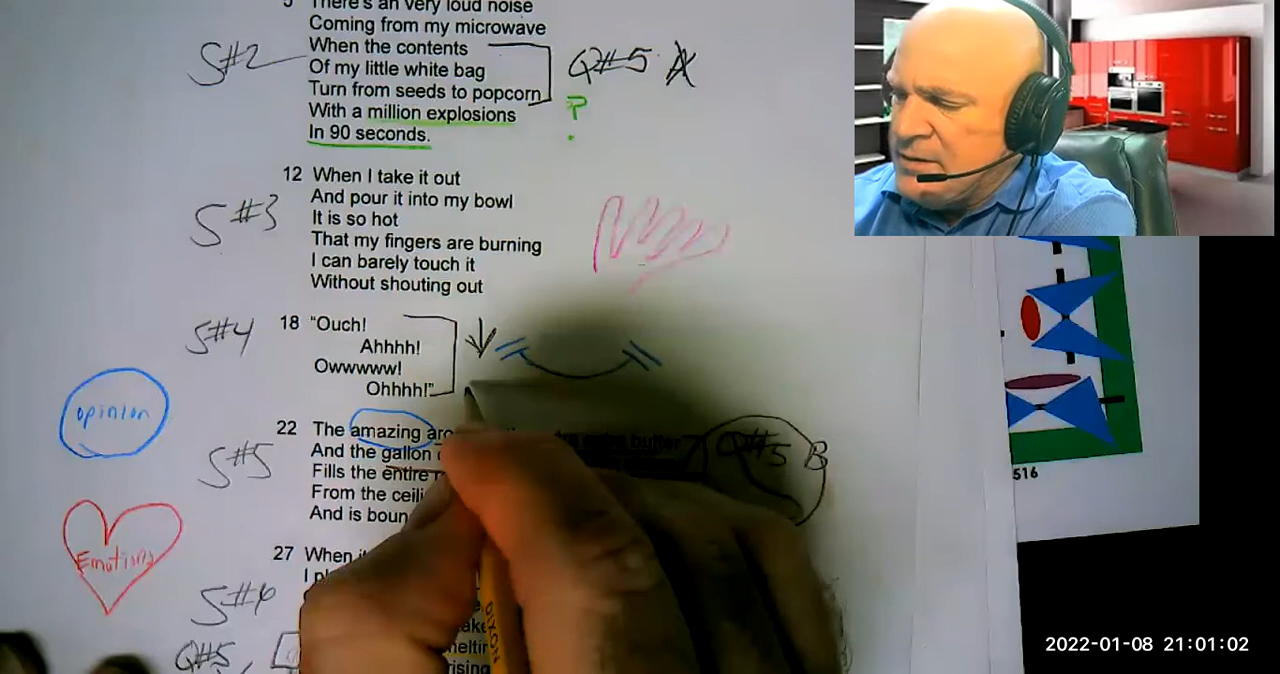 5 There's an very loud noise
Coming from my microwave
S#2 When the contents
Of my little white bag
Q#5 A
Turn from seeds to popcorn
?
With a million explosions
In 90 seconds.
12 When I take it out
And pour it into my bowl
S#3 It is so hot
That my fingers are burning
I can barely touch it
Without shouting out
S#4 18 "Ouch!
Ahhhh!
Owwwww!
Ohhhh!"
opinion
22 The amazing
butter
Q#5 B
S#5 And the gallon
Fills the entire
From the
And is
516
Emotions
27 When
S#6
Q#5,
DIXON
2022-01-08 21:01:02